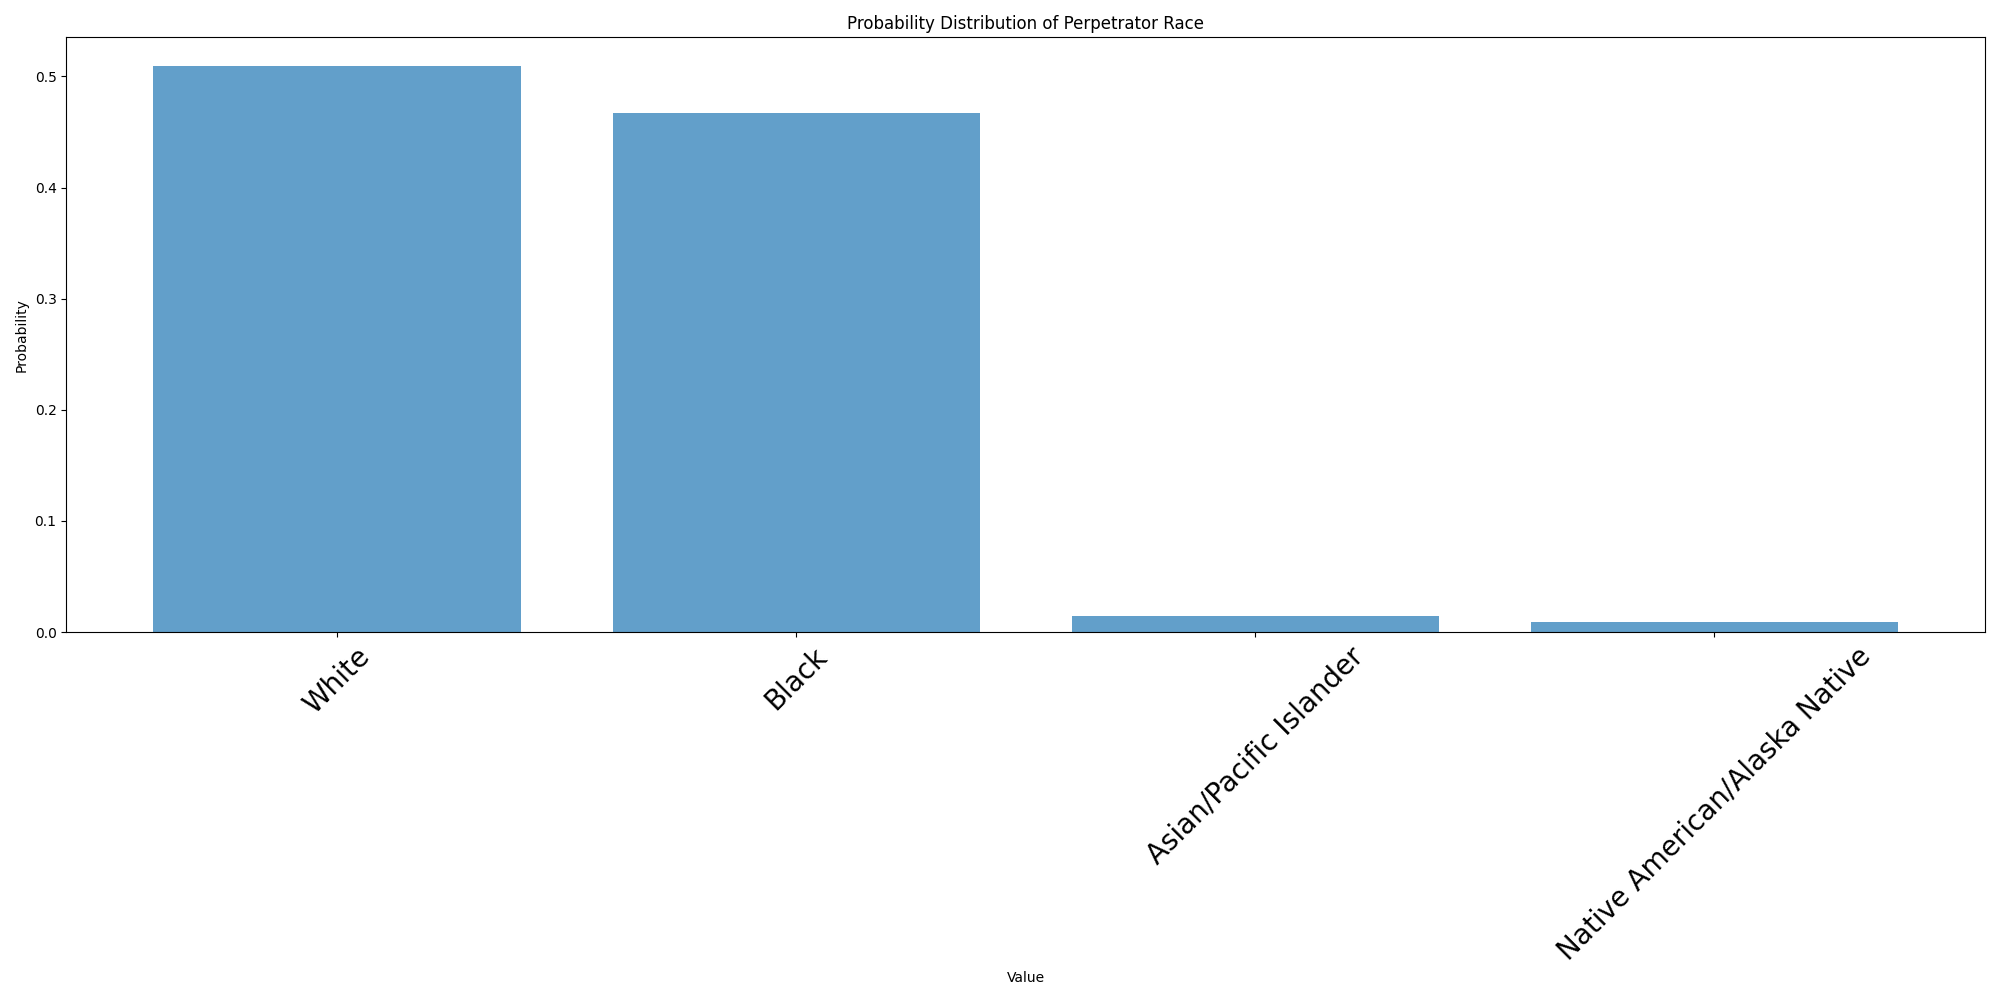 Probability Distribution of Perpetrator Race
Probability
0.5
0.4
0.3
0.2
0.1
0.0
White
Black
Asian/Pacific Islander
Native American/Alaska Native
Value